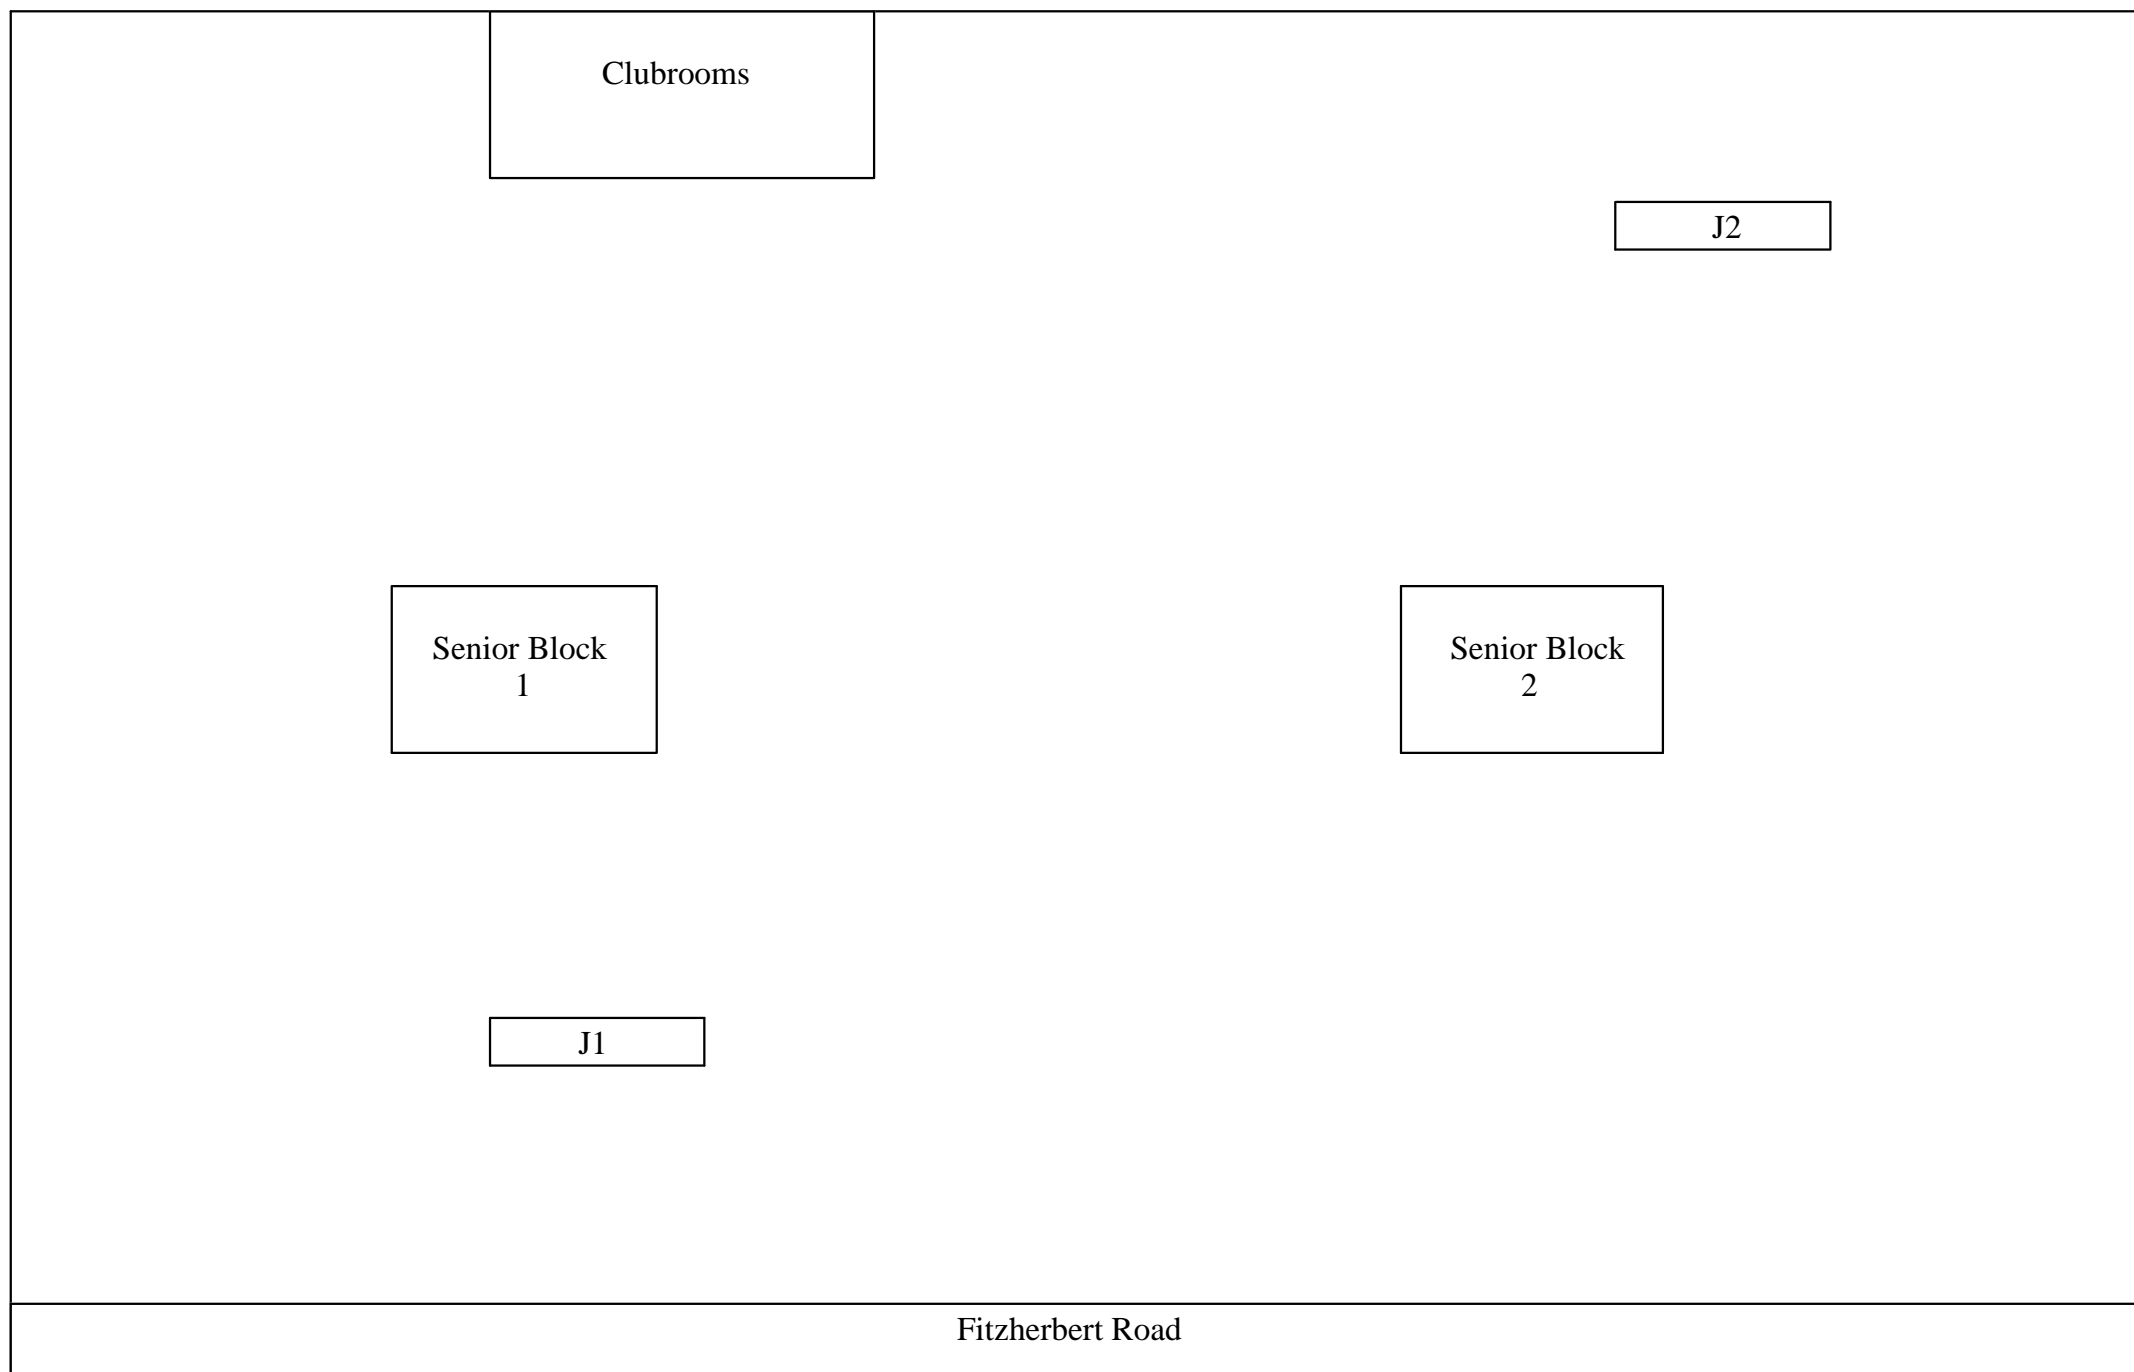 Clubrooms
J2
Senior Block
1
Senior Block
2
J1
Fitzherbert Road